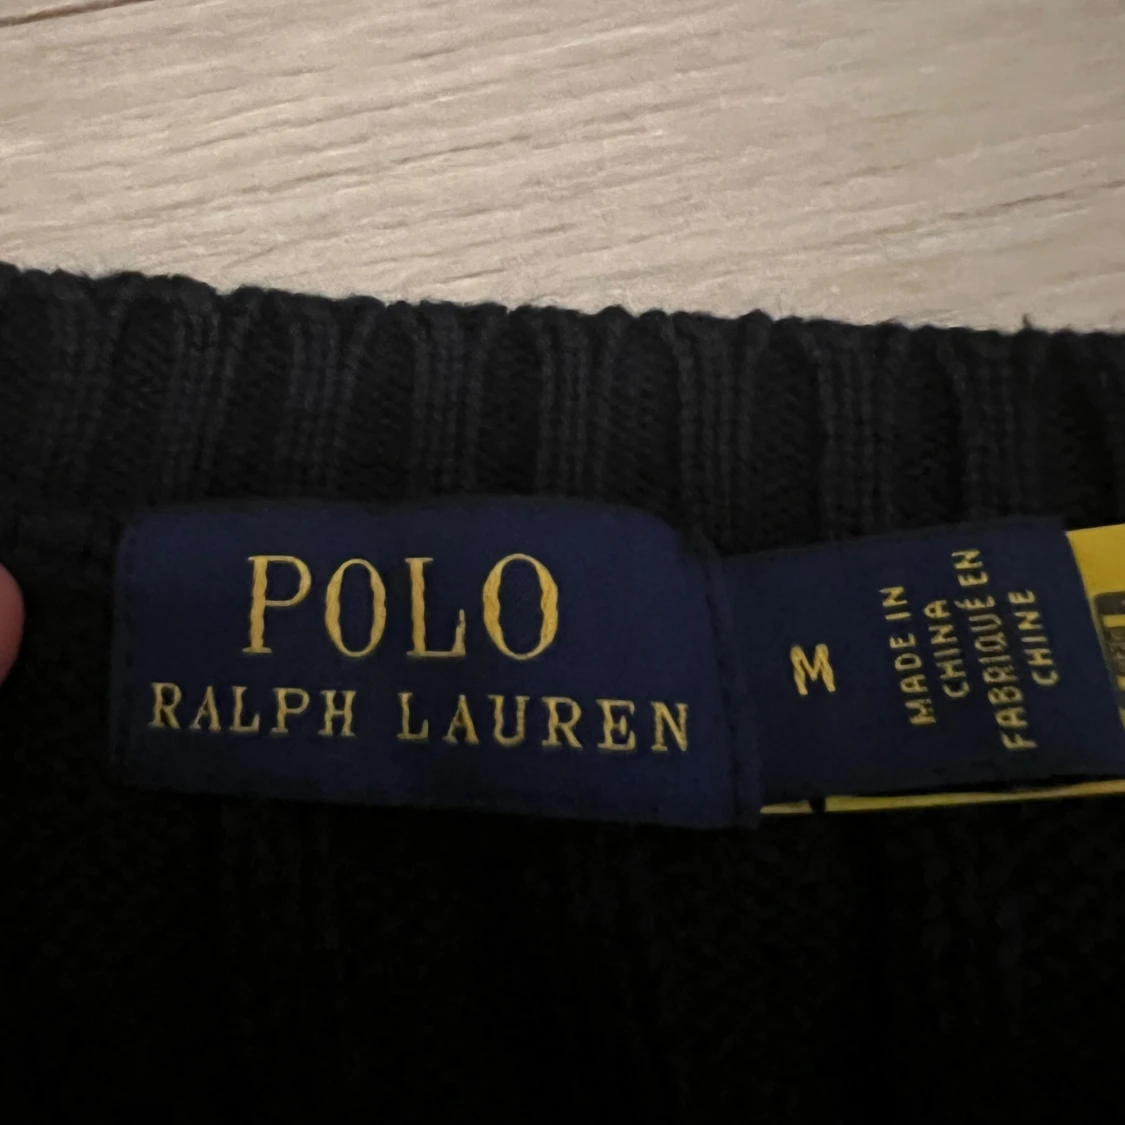 POLO
RALPH LAUREN
M
MADE IN
CHINA
FABRIQUÉ EN
CHINE